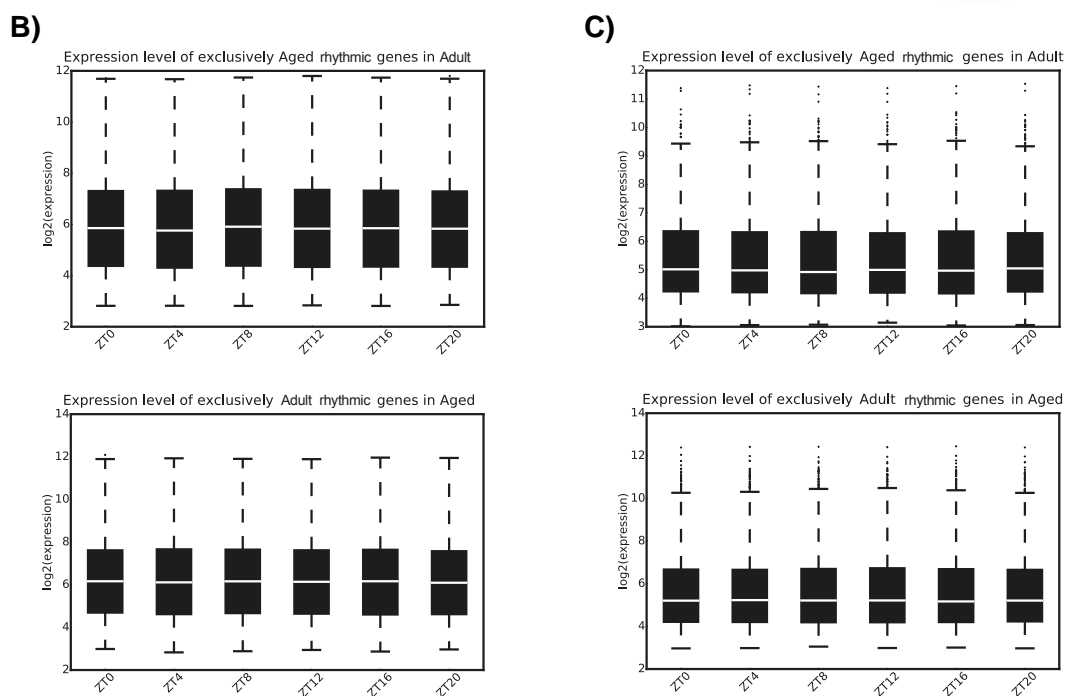 B)
Expression level of exclusively Aged rhythmic genes in Adult
12
10
8
6
4
2
log2(expression)
ZT0
ZT4
ZT8
ZT12
ZT16
ZT20
Expression level of exclusively Adult rhythmic genes in Aged
14
12
10
8
6
4
2
log2(expression)
ZT0
ZT4
ZT8
ZT12
ZT16
ZT20
C)
Expression level of exclusively Aged rhythmic genes in Adult
12
11
10
9
8
7
6
5
4
3
log2(expression)
ZT0
ZT4
ZT8
ZT12
ZT16
ZT20
Expression level of exclusively Adult rhythmic genes in Aged
14
12
10
8
6
4
2
log2(expression)
ZT0
ZT4
ZT8
ZT12
ZT16
ZT20